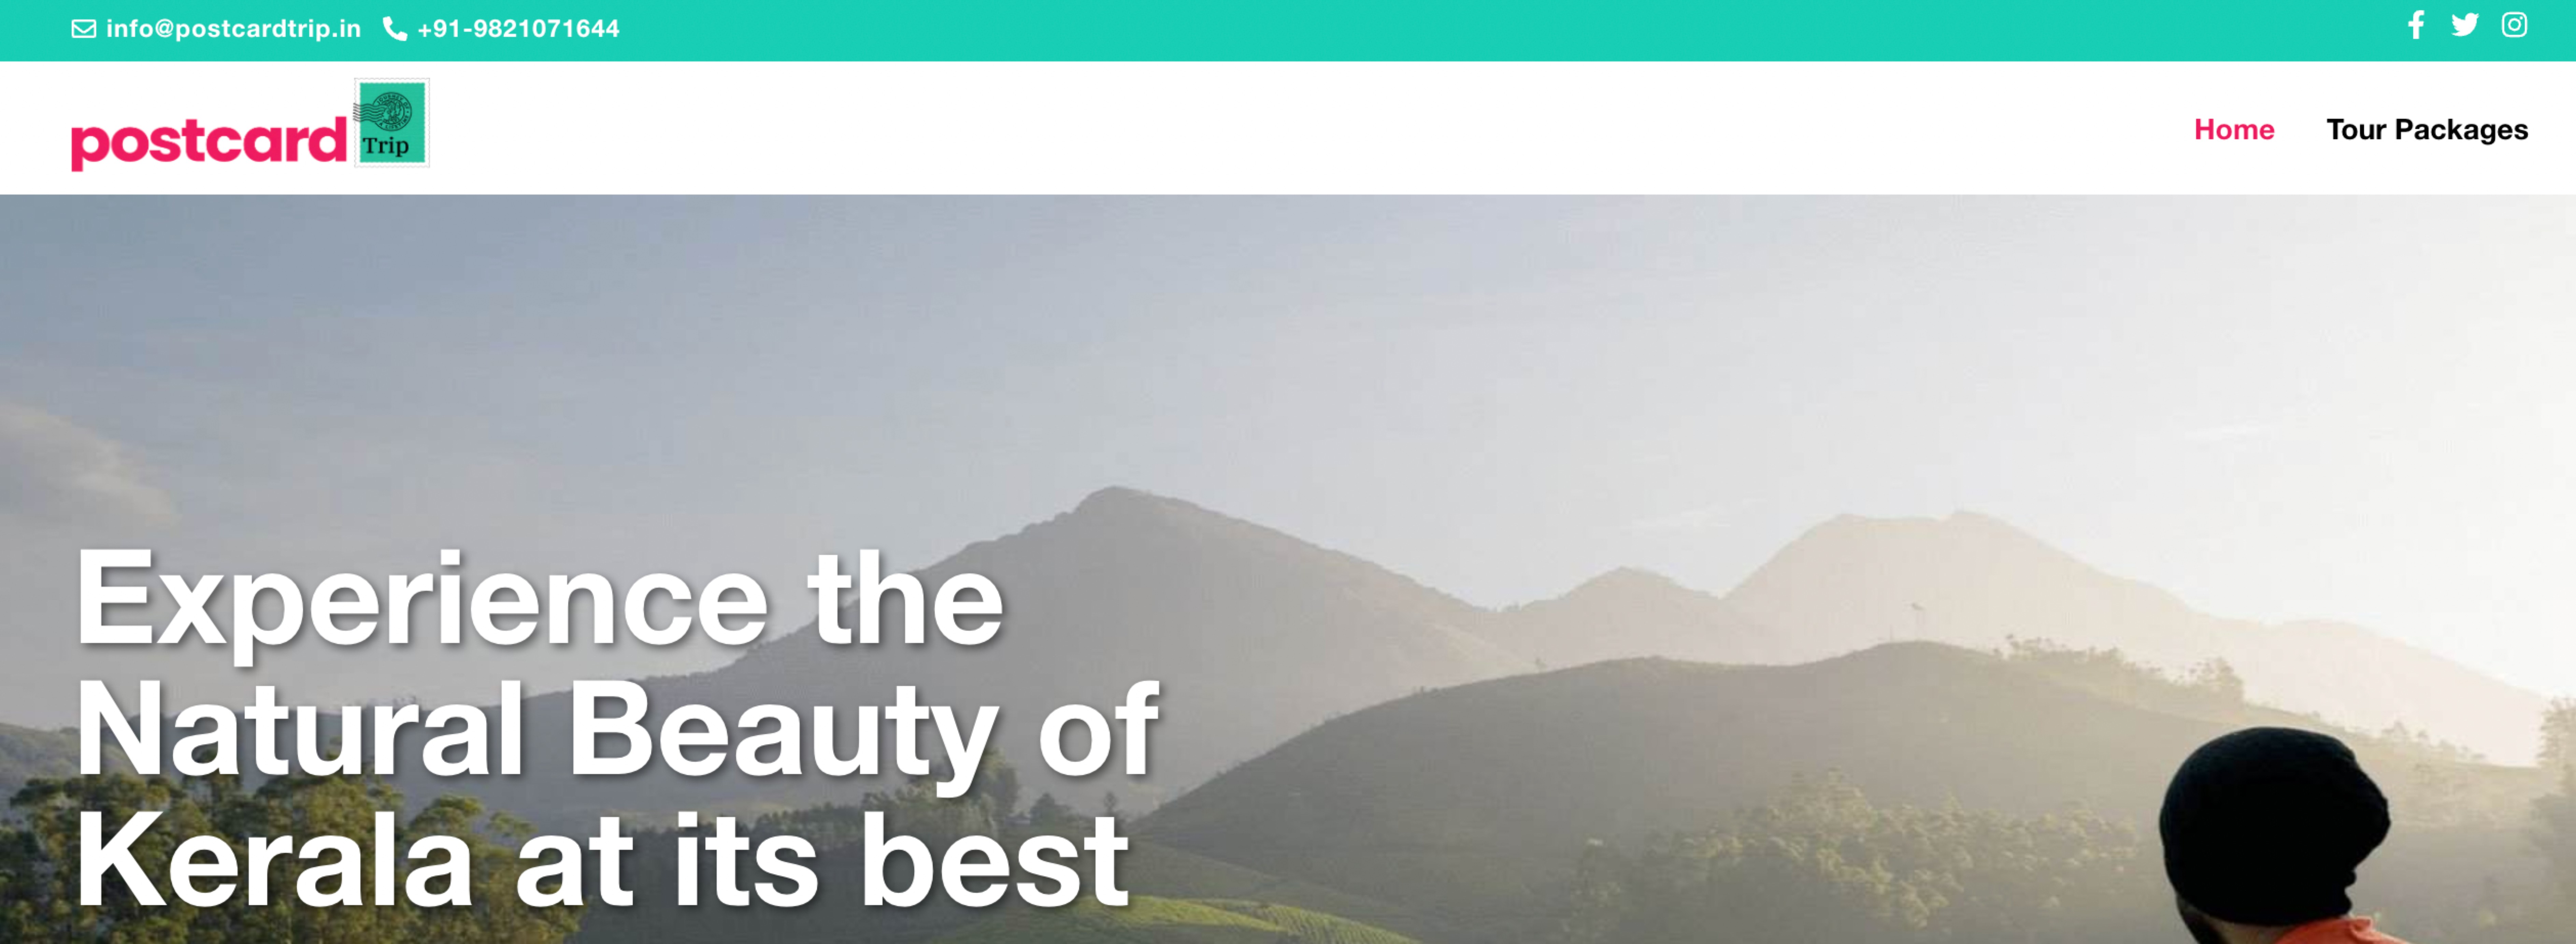 info@postcardtrip.in +91-9821071644
postcard Trip
Home Tour Packages
Experience the
Natural Beauty of
Kerala at its best